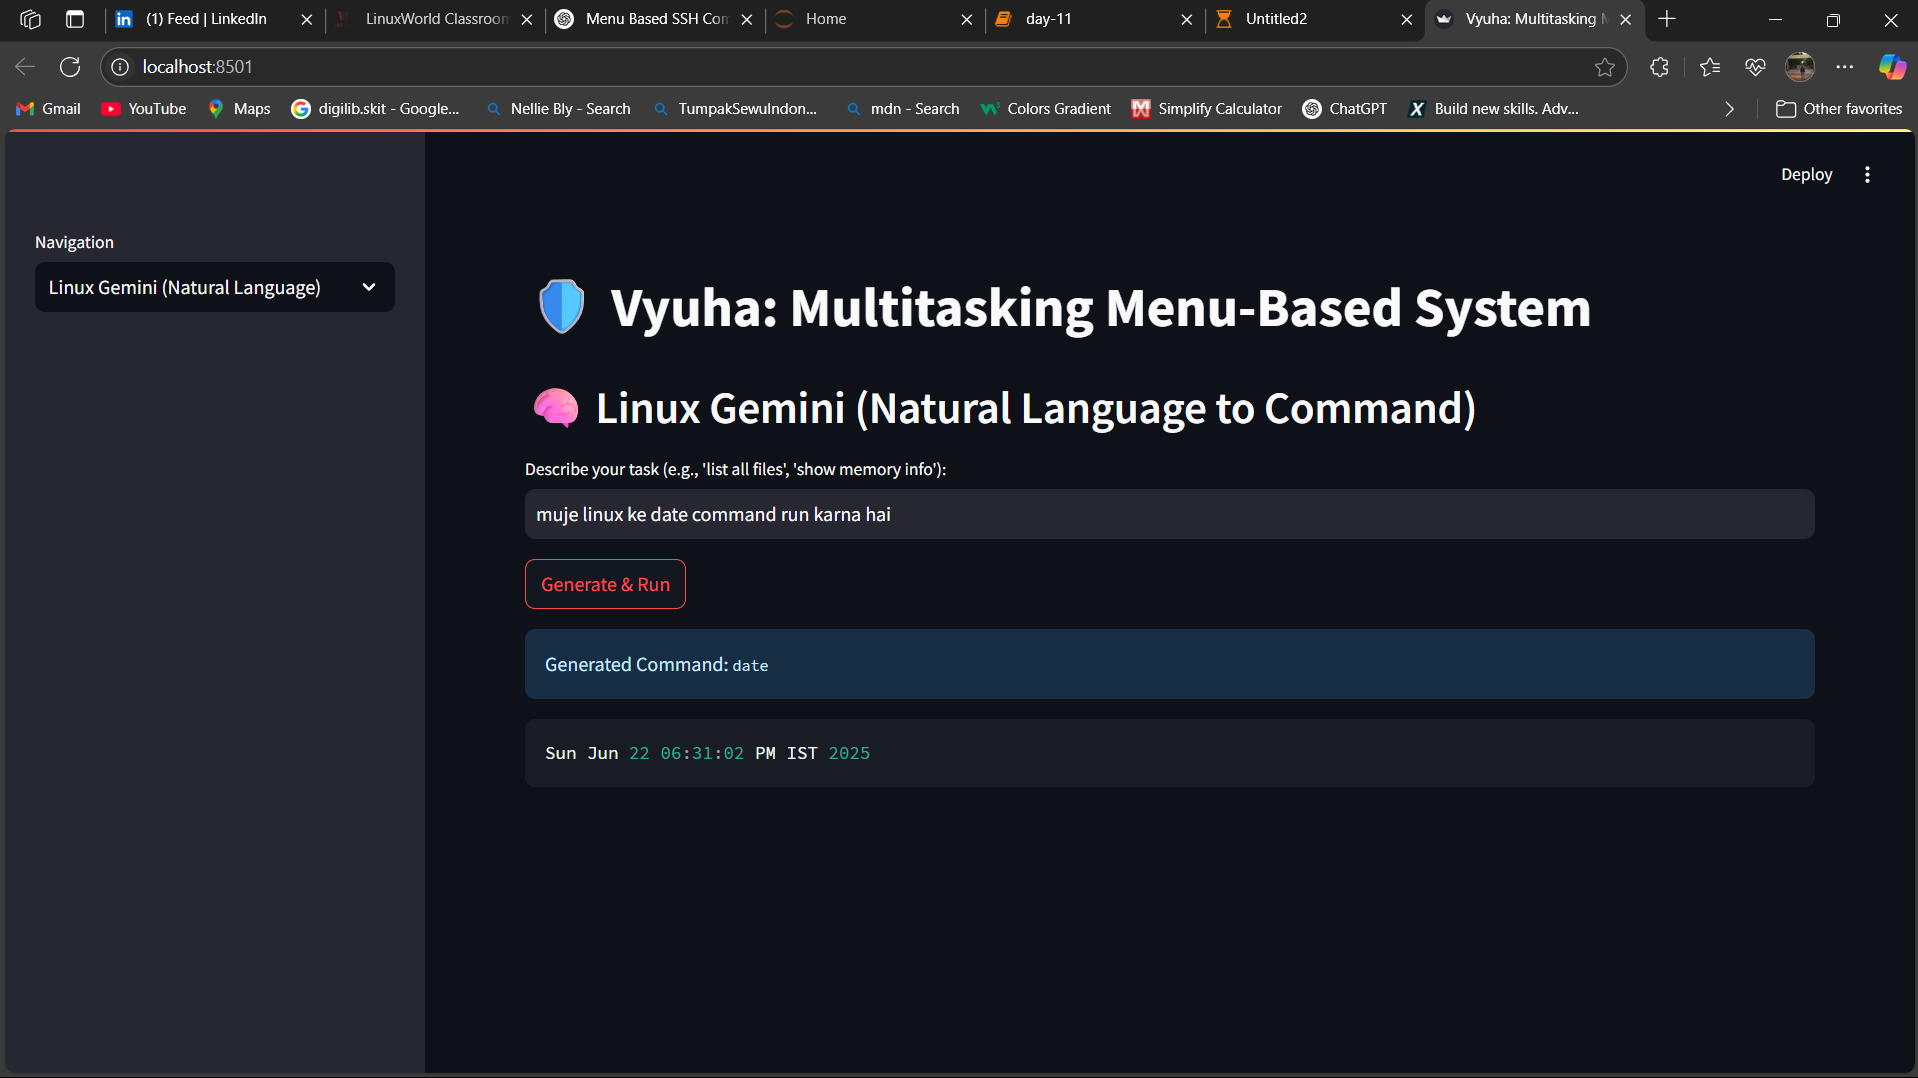 (1) Feed | LinkedIn
LinuxWorld Classroom
Menu Based SSH Com
Home
day-11
Untitled2
Vyuha: Multitasking M
localhost:8501
Gmail
YouTube
Maps
digilib.skit - Google...
Nellie Bly - Search
TumpakSewuIndon...
mdn - Search
Colors Gradient
Simplify Calculator
ChatGPT
Build new skills. Adv...
Other favorites
Deploy
Navigation
Linux Gemini (Natural Language)
Vyuha: Multitasking Menu-Based System
Linux Gemini (Natural Language to Command)
Describe your task (e.g., 'list all files', 'show memory info'):
muje linux ke date command run karna hai
Generate & Run
Generated Command: date
Sun Jun 22 06:31:02 PM IST 2025